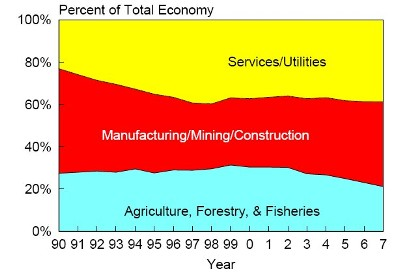 Percent of Total Economy
100%
80%
60%
40%
20%
0%
Services/Utilities
Manufacturing/Mining/Construction
Agriculture, Forestry, & Fisheries
90 91 92 93 94 95 96 97 98 99 0 1 2 3 4 5 6 7
Year